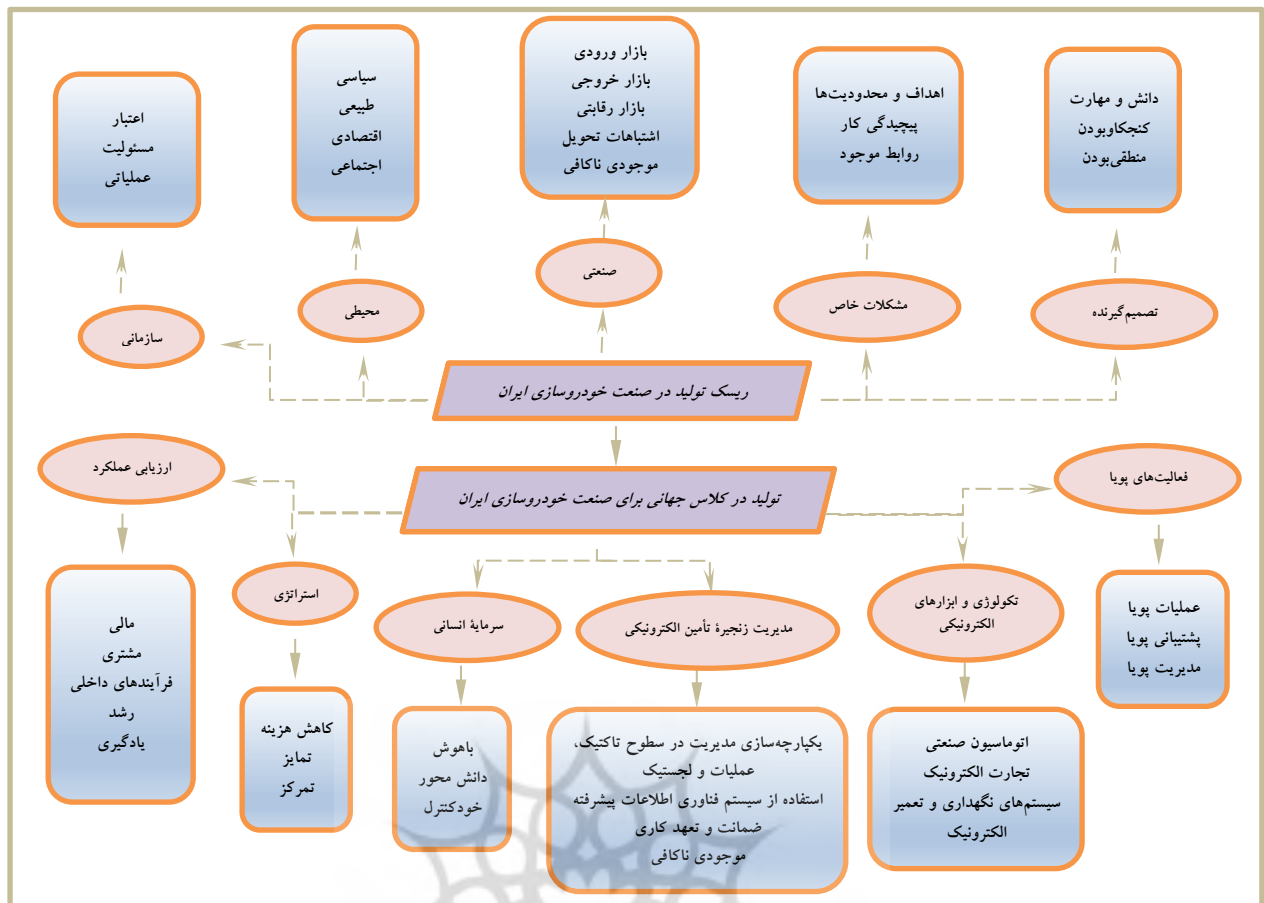 دانش و مهارت
کنجکاوبودن
منطقی‌بودن
اهداف و محدودیت‌ها
پیچیدگی کار
روابط موجود
بازار ورودی
بازار خروجی
بازار رقابتی
اشتباهات تحویل
موجودی ناکافی
سیاسی
طبیعی
اقتصادی
اجتماعی
اعتبار
مسئولیت
عملیاتی
تصمیم‌گیرنده
مشکلات خاص
صنعتی
محیطی
سازمانی
ریسک تولید در صنعت خودروسازی ایران
تولید در کلاس جهانی برای صنعت خودروسازی ایران
فعالیت‌های پویا
تکولوژی و ابزارهای
الکترونیکی
مدیریت زنجیرۀ تأمین الکترونیکی
سرمایۀ انسانی
استراتژی
ارزیابی عملکرد
عملیات پویا
پشتیبانی پویا
مدیریت پویا
اتوماسیون صنعتی
تجارت الکترونیک
سیستم‌های نگهداری و تعمیر
الکترونیک
یکپارچه‌سازی مدیریت در سطوح تاکتیک،
عملیات و لجستیک
استفاده از سیستم فناوری اطلاعات پیشرفته
ضمانت و تعهد کاری
موجودی ناکافی
باهوش
دانش محور
خودکنترل
کاهش هزینه
تمایز
تمرکز
مالی
مشتری
فرآیندهای داخلی
رشد
یادگیری